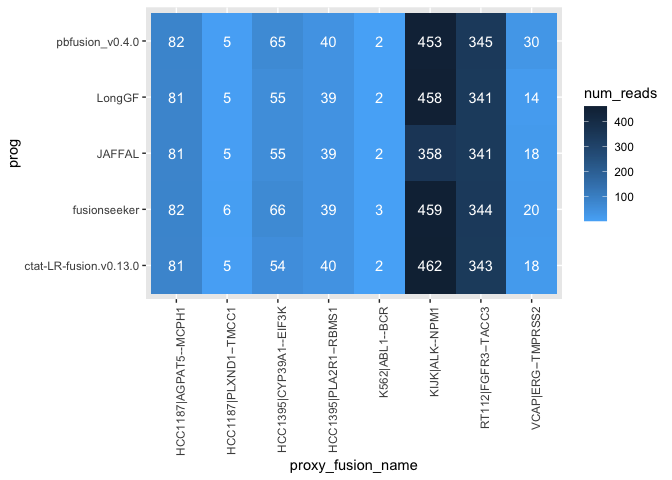 prog
pbfusion_v0.4.0 82 5 65 40 2 453 345 30
LongGF 81 5 55 39 2 458 341 14
JAFFAL 81 5 55 39 2 358 341 18
fusionseeker 82 6 66 39 3 459 344 20
ctat-LR-fusion.v0.13.0 81 5 54 40 2 462 343 18
HCC1187|AGPAT5--MCPH1
HCC1187|PLXND1--TMCC1
HCC1395|CYP39A1--EIF3K
HCC1395|PLA2R1--RBMS1
K562|ABL1--BCR
KIJK|ALK--NPM1
RT112|FGFR3--TACC3
VCAP|ERG--TMPRSS2
proxy_fusion_name
num_reads
400
300
200
100